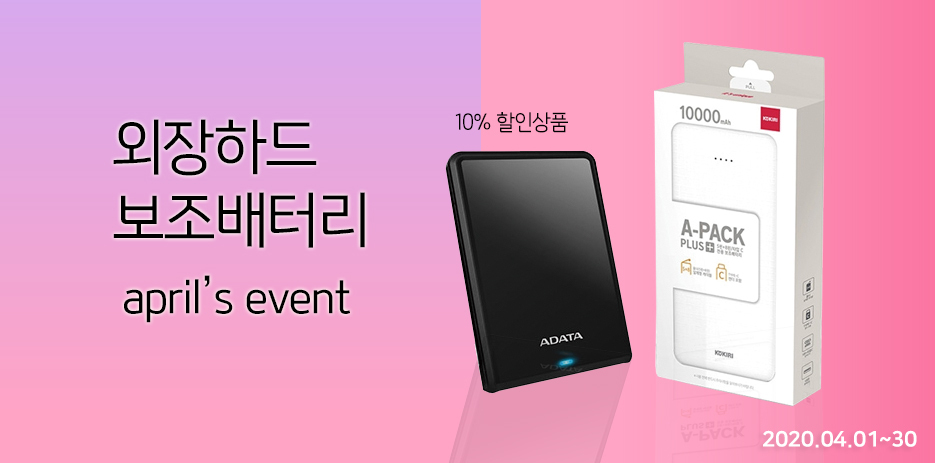 외장하드
보조배터리
april's event
10% 할인상품
ADATA
10000mAh
KOKIRI
A-PACK
PLUS+
KOKIRI
2020.04.01~30